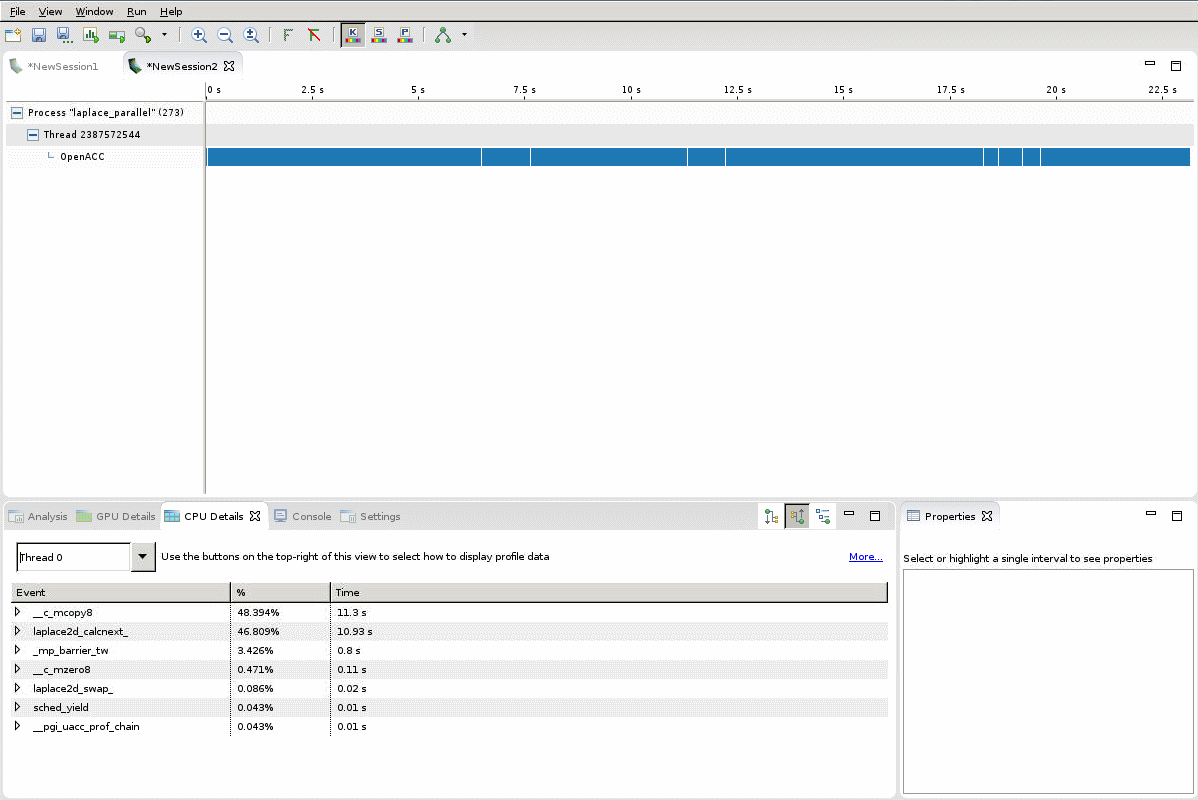 File View Window Run Help
*NewSession1 *NewSession2
0 s 2.5 s 5 s 7.5 s 10 s 12.5 s 15 s 17.5 s 20 s 22.5 s
Process "laplace_parallel" (273)
Thread 2387572544
OpenACC
Analysis GPU Details CPU Details Console Settings
Properties
Thread 0 Use the buttons on the top-right of this view to select how to display profile data More...
Select or highlight a single interval to see properties
Event % Time
__c_mcopy8 48.394% 11.3 s
laplace2d_calcnext_ 46.809% 10.93 s
_mp_barrier_tw 3.426% 0.8 s
__c_mzero8 0.471% 0.11 s
laplace2d_swap_ 0.086% 0.02 s
sched_yield 0.043% 0.01 s
__pgi_uacc_prof_chain 0.043% 0.01 s